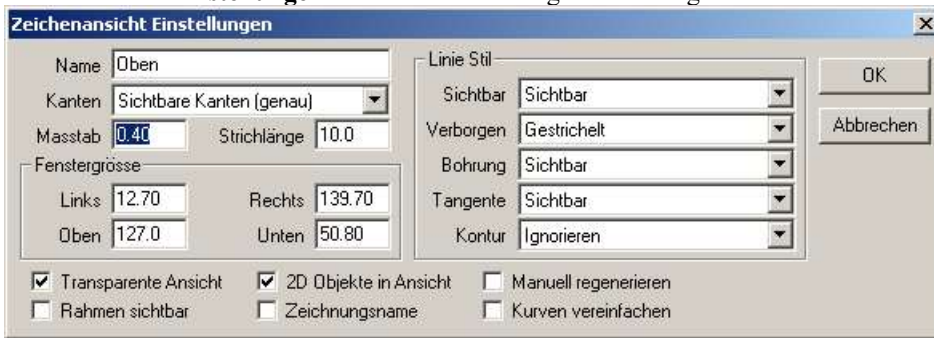 Zeichenansicht Einstellungen
Name Oben
Kanten Sichtbare Kanten (genau)
Masstab 0.40 Strichlänge 10.0
Fenstergrösse
Links 12.70 Rechts 139.70
Oben 127.0 Unten 50.80
Linie Stil
Sichtbar Sichtbar
Verborgen Gestrichelt
Bohrung Sichtbar
Tangente Sichtbar
Kontur Ignorieren
OK
Abbrechen
Transparente Ansicht 2D Objekte in Ansicht Manuell regenerieren
Rahmen sichtbar Zeichnungsname Kurven vereinfachen